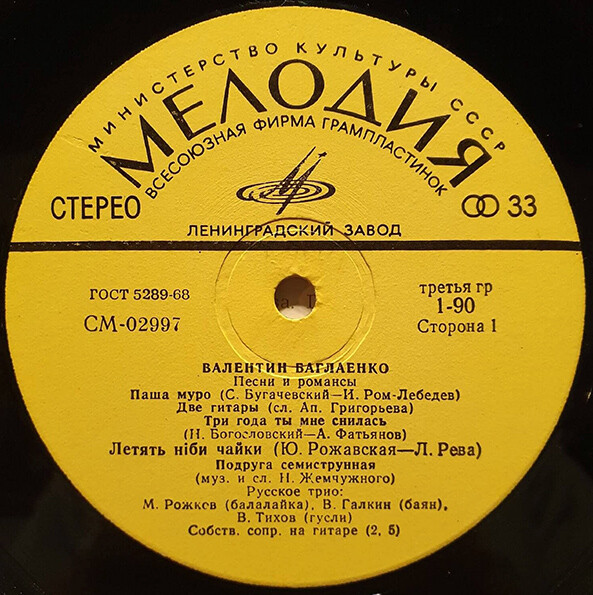 МИНИСТЕРСТВО КУЛЬТУРЫ СССР
МЕЛОДИЯ
ВСЕСОЮЗНАЯ ФИРМА ГРАМПЛАСТИНОК
СТЕРЕО
33
ЛЕНИНГРАДСКИЙ ЗАВОД
ГОСТ 5289-68
третья гр
СМ-02997
1-90
Сторона 1
ВАЛЕНТИН БАГЛАЕНКО
Песни и романсы
Паша муро (С. Бугачевский—И. Ром-Лебедев)
Две гитары (сл. Ап. Григорьева)
Три года ты мне снилась
(Н. Богословский—А. Фатьянов)
Летять ніби чайки (Ю. Рожавская—Л. Рева)
Подруга семиструнная
(муз. и сл. Н. Жемчужного)
Русское трио:
М. Рожков (балалайка), В. Галкин (баян),
В. Тихов (гусли)
Собств. сопр. на гитаре (2, 5)